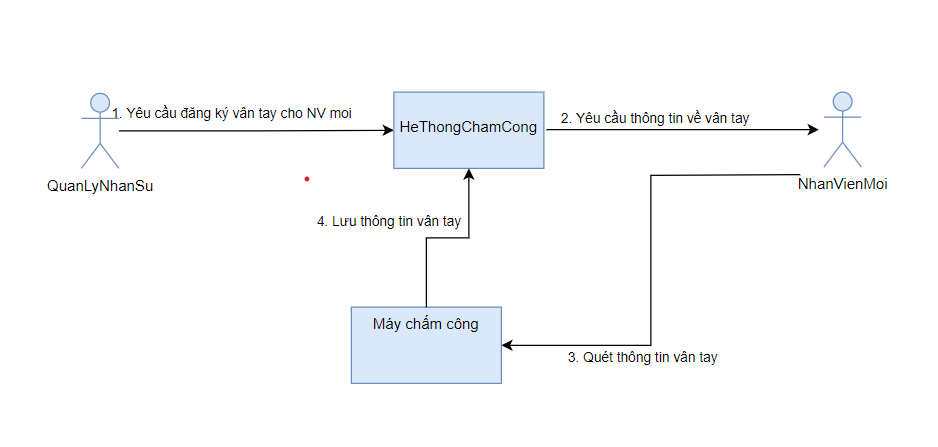 1. Yêu cầu đăng ký vân tay cho NV moi
HeThongChamCong
2. Yêu cầu thông tin về vân tay
QuanLyNhanSu
NhanVienMoi
4. Lưu thông tin vân tay
Máy chấm công
3. Quét thông tin vân tay